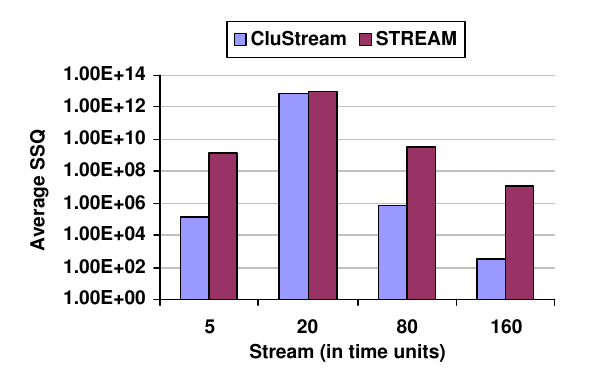 CluStream STREAM
1.00E+14
1.00E+12
1.00E+10
1.00E+08
1.00E+06
1.00E+04
1.00E+02
1.00E+00
Average SSQ
5 20 80 160
Stream (in time units)